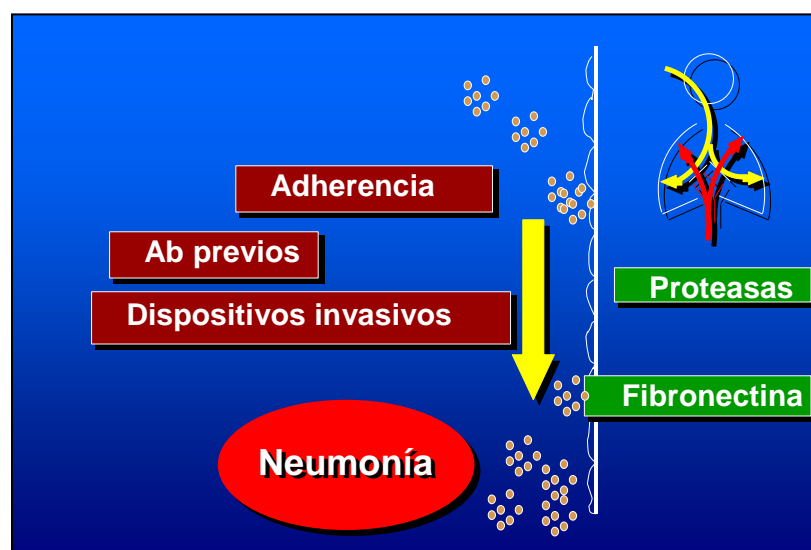 Adherencia
Ab previos
Dispositivos invasivos
Proteasas
Fibronectina
Neumonía